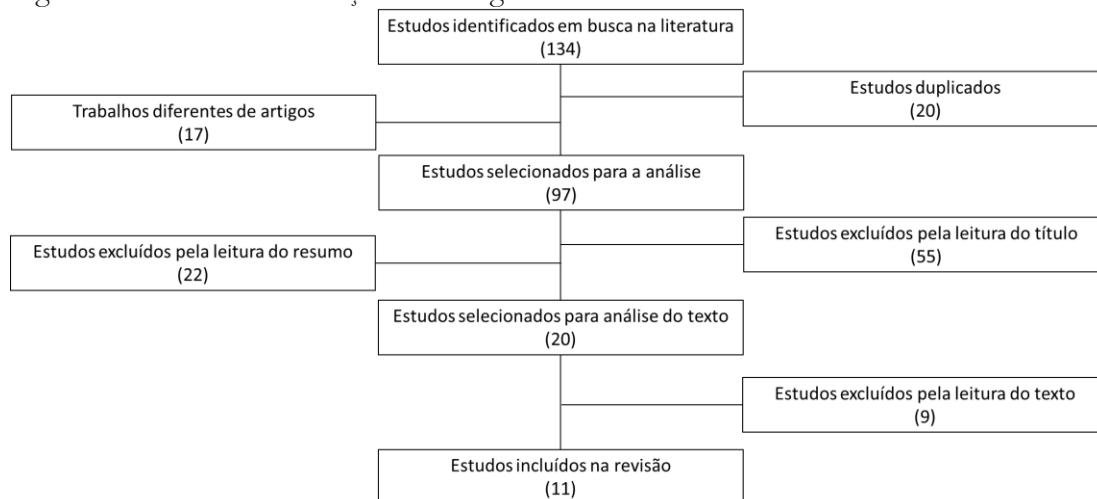 Estudos identificados em busca na literatura
(134)
Estudos duplicados
(20)
Trabalhos diferentes de artigos
(17)
Estudos selecionados para a análise
(97)
Estudos excluídos pela leitura do título
(55)
Estudos excluídos pela leitura do resumo
(22)
Estudos selecionados para análise do texto
(20)
Estudos excluídos pela leitura do texto
(9)
Estudos incluídos na revisão
(11)